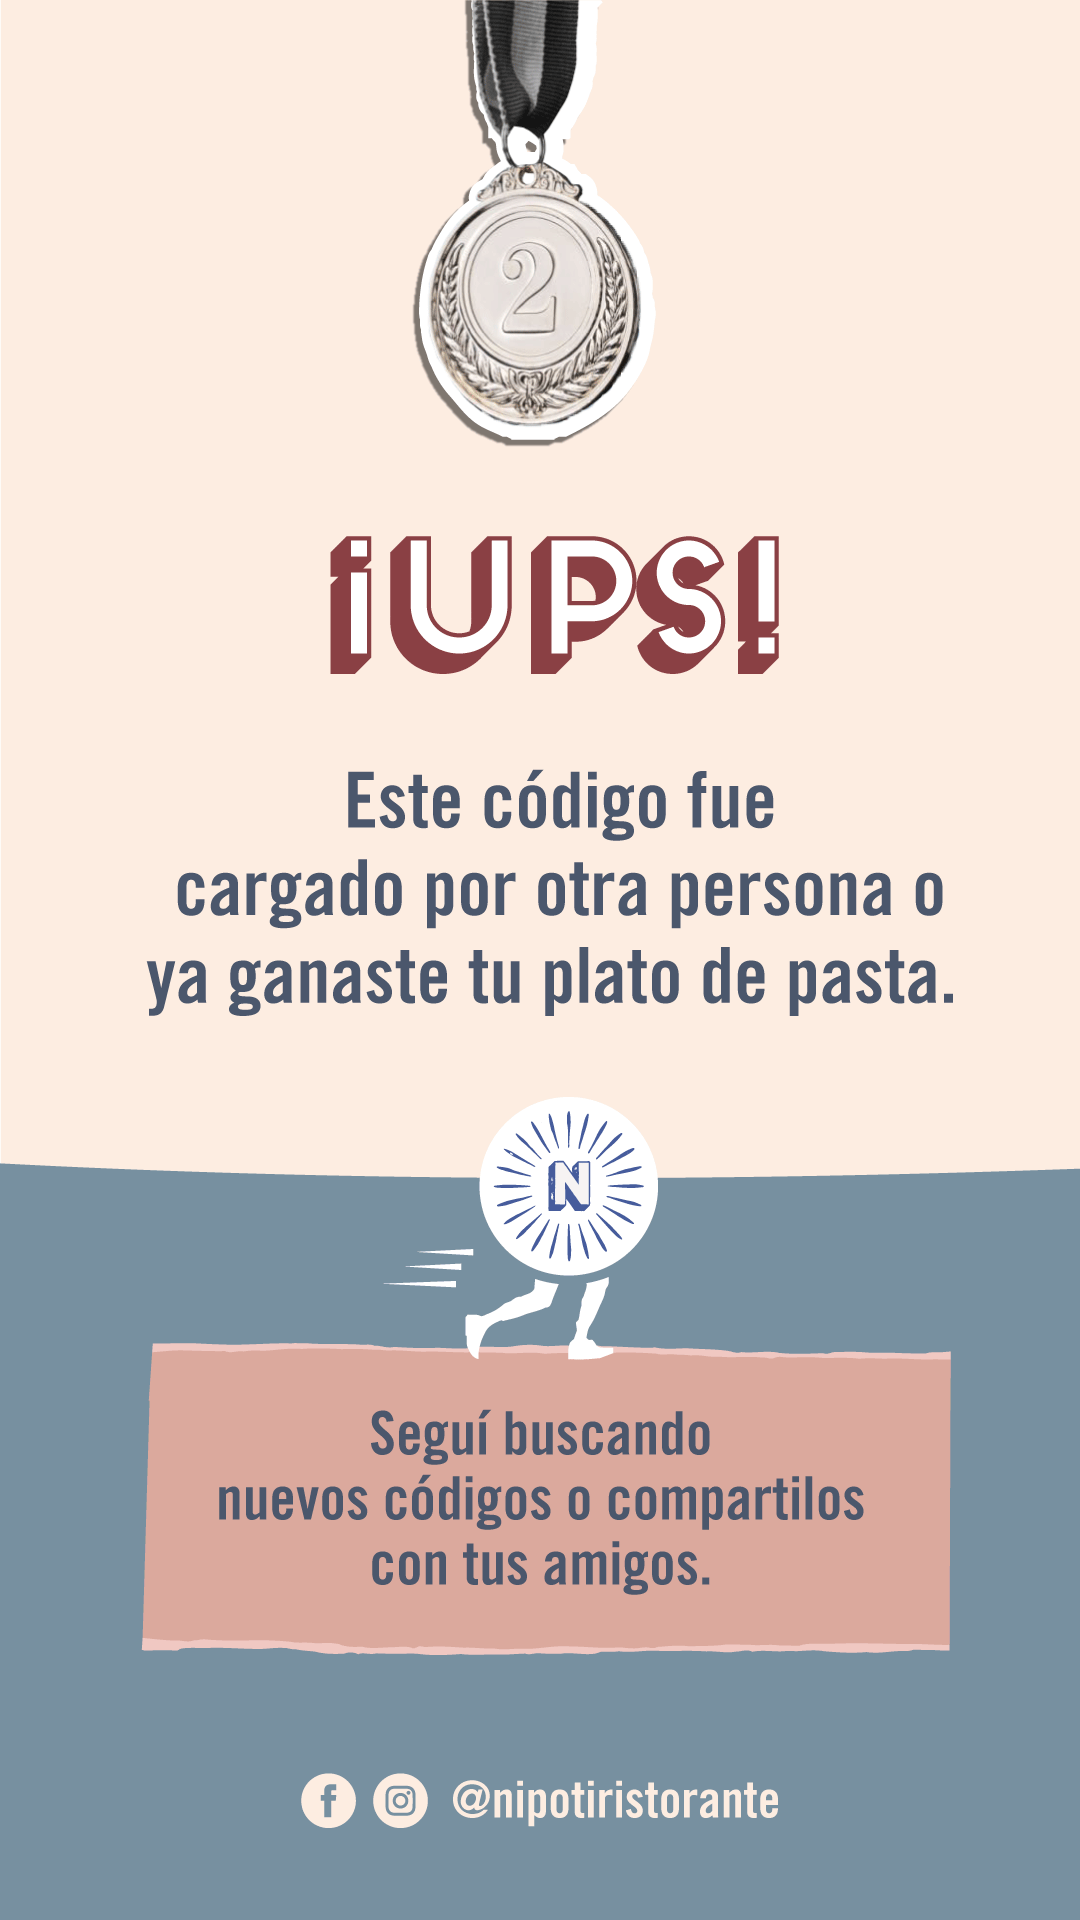 2
¡UPS!
Este código fue
cargado por otra persona o
ya ganaste tu plato de pasta.
N
Seguí buscando
nuevos códigos o compartilos
con tus amigos.
@nipotiristorante